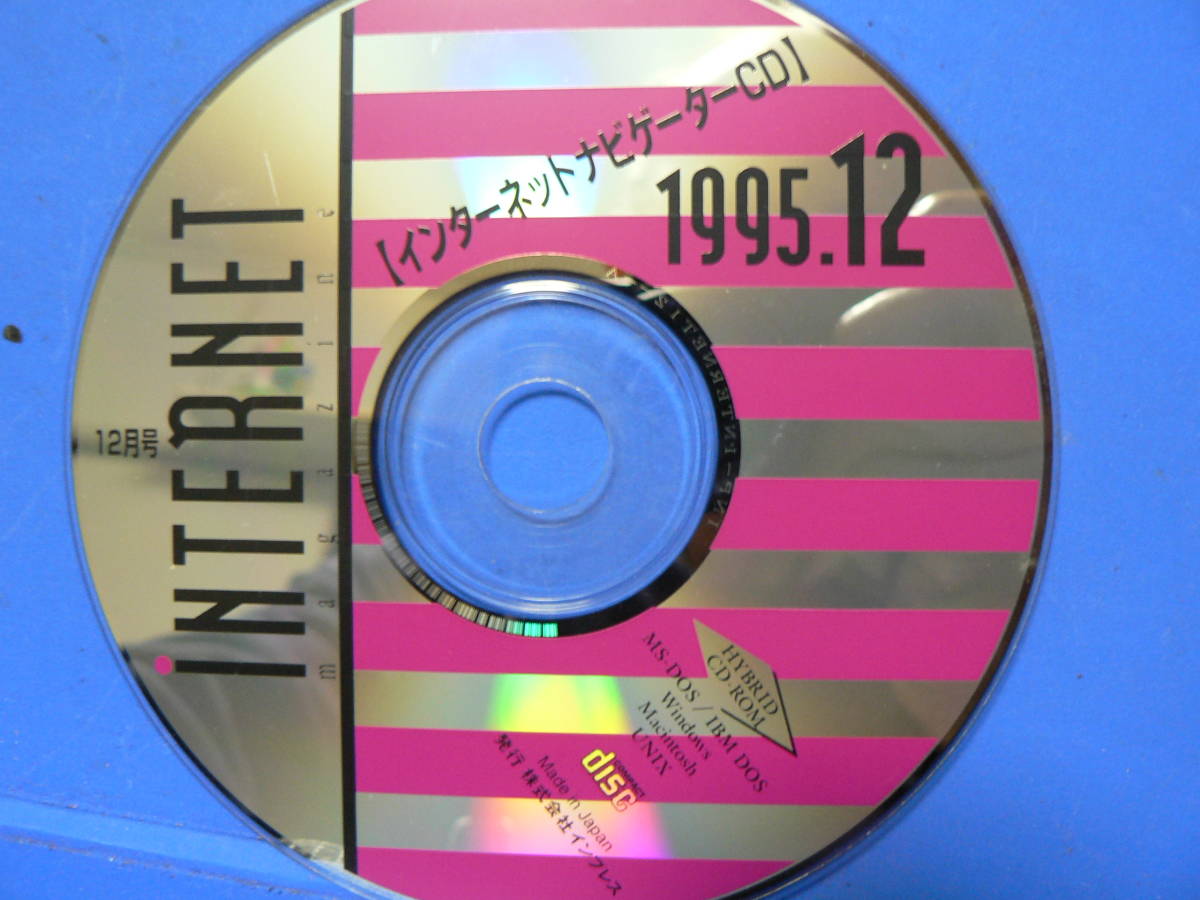 【インターネットナビゲーターCD】
1995.12
iNTERNET
magazine
12月号
HYBRID
CD-ROM
MS-DOS / IBM DOS
Windows
Macintosh
UNIX
COMPACT
disc
Made in Japan
発行 株式会社インプレス